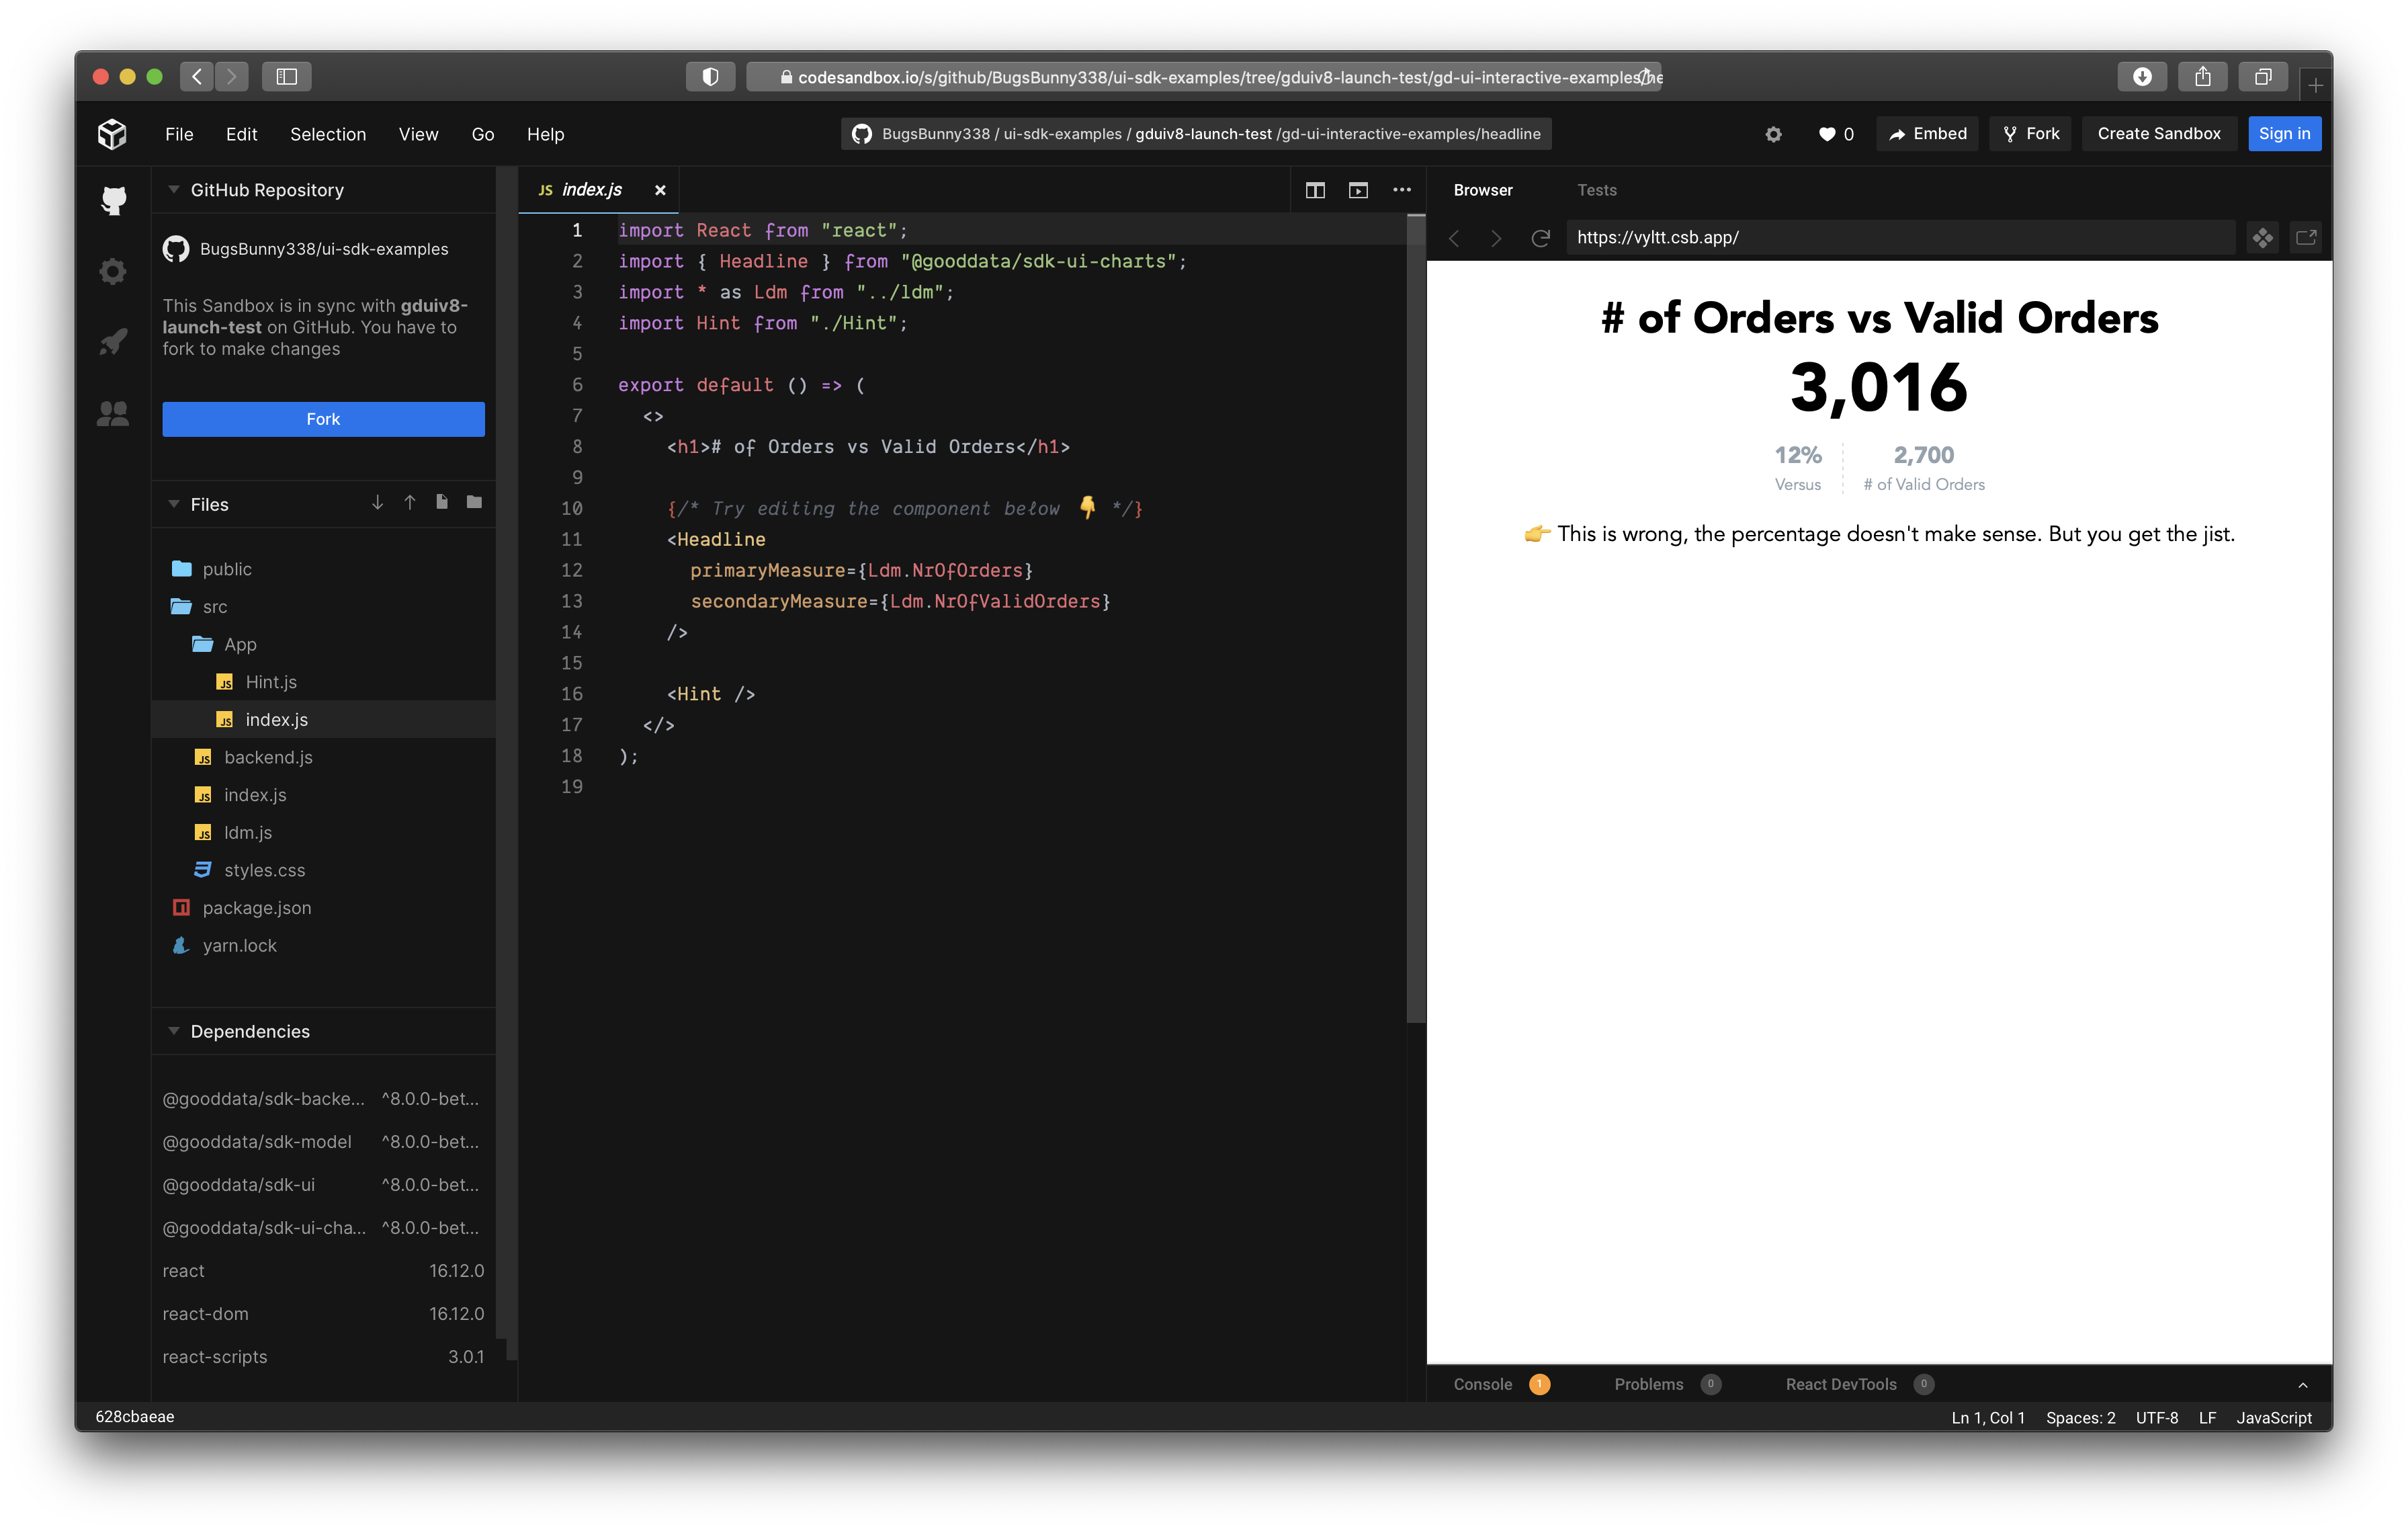 codesandbox.io/s/github/BugsBunny338/ui-sdk-examples/tree/gduiv8-launch-test/gd-ui-interactive-examples/he
File Edit Selection View Go Help
BugsBunny338 / ui-sdk-examples / gduiv8-launch-test /gd-ui-interactive-examples/headline
0 Embed Fork Create Sandbox Sign in
GitHub Repository
BugsBunny338/ui-sdk-examples
This Sandbox is in sync with gduiv8-
launch-test on GitHub. You have to
fork to make changes
Fork
Files
public
src
App
JS Hint.js
JS index.js
JS backend.js
JS index.js
JS ldm.js
styles.css
package.json
yarn.lock
Dependencies
@gooddata/sdk-backe... ^8.0.0-bet...
@gooddata/sdk-model ^8.0.0-bet...
@gooddata/sdk-ui ^8.0.0-bet...
@gooddata/sdk-ui-cha... ^8.0.0-bet...
react 16.12.0
react-dom 16.12.0
react-scripts 3.0.1
628cbaeae
JS index.js
1 import React from "react";
2 import { Headline } from "@gooddata/sdk-ui-charts";
3 import * as Ldm from "../ldm";
4 import Hint from "./Hint";
5
6 export default () => (
7 <>
8 <h1># of Orders vs Valid Orders</h1>
9
10 {/* Try editing the component below 👇 */}
11 <Headline
12 primaryMeasure={Ldm.NrOfOrders}
13 secondaryMeasure={Ldm.NrOfValidOrders}
14 />
15
16 <Hint />
17 </>
18 );
19
Browser Tests
https://vyltt.csb.app/
# of Orders vs Valid Orders
3,016
12% 2,700
Versus # of Valid Orders
👉 This is wrong, the percentage doesn't make sense. But you get the jist.
Console 1 Problems 0 React DevTools 0
Ln 1, Col 1 Spaces: 2 UTF-8 LF JavaScript